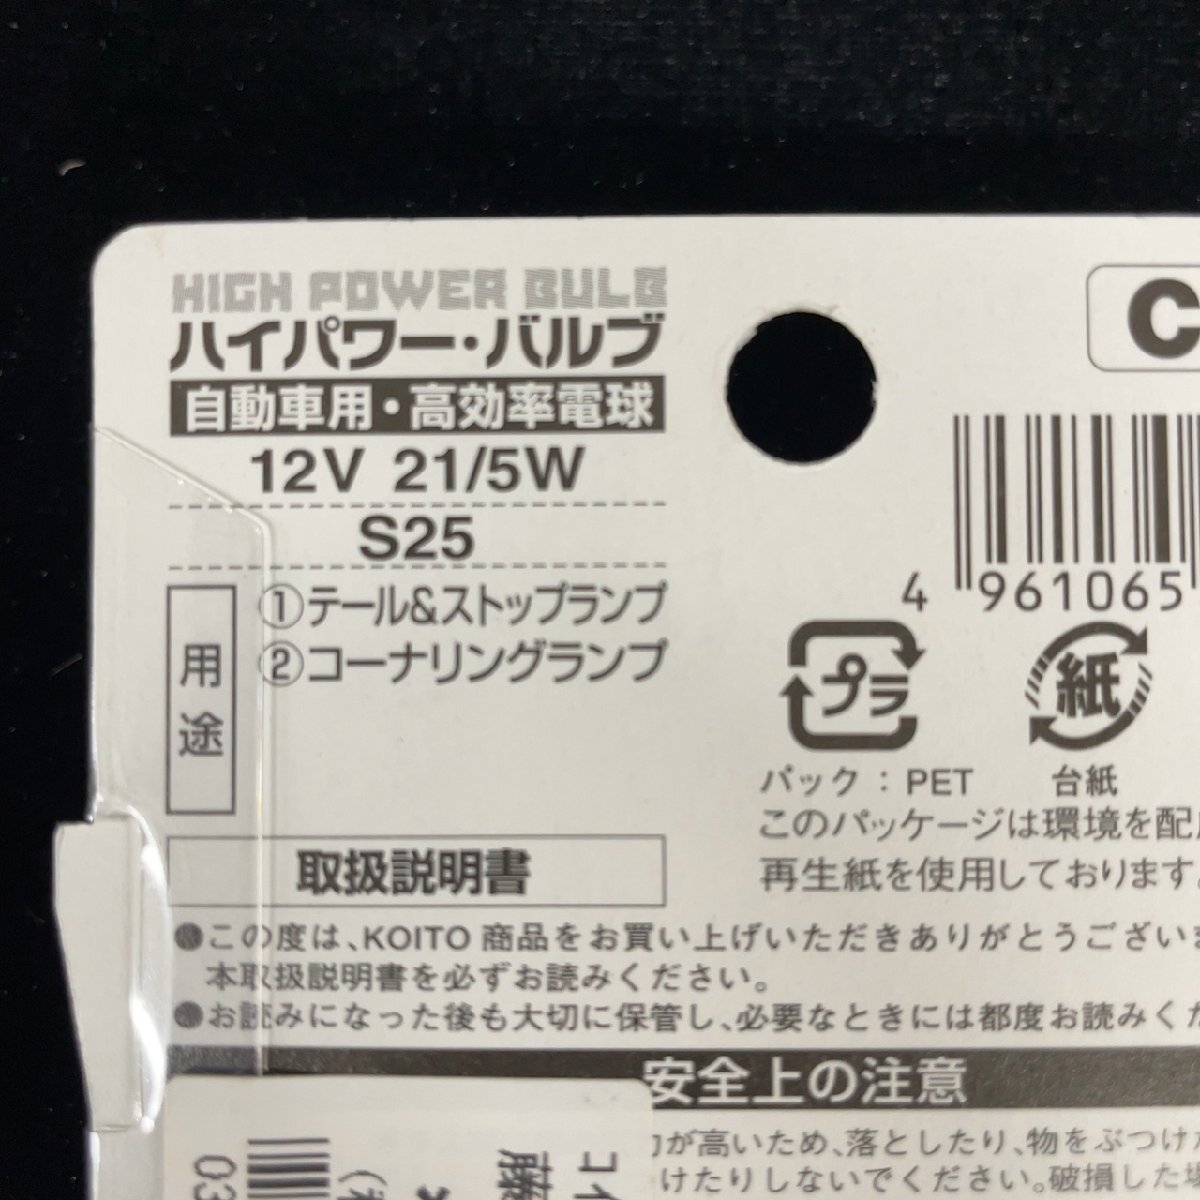 HIGH POWER BULB
ハイパワー・バルブ
自動車用・高効率電球
12V 21/5W
S25
用途
①テール&ストップランプ
②コーナリングランプ
C
4 961065
プラ
紙
パック：PET
台紙
このパッケージは環境を配
再生紙を使用しております。
取扱説明書
●この度は、KOITO 商品をお買い上げいただきありがとうござい
本取扱説明書を必ずお読みください。
●お読みになった後も大切に保管し、必要なときには都度お読みく
安全上の注意
が高いため、落としたり、物をぶつけ
けたりしないでください。破損した
03